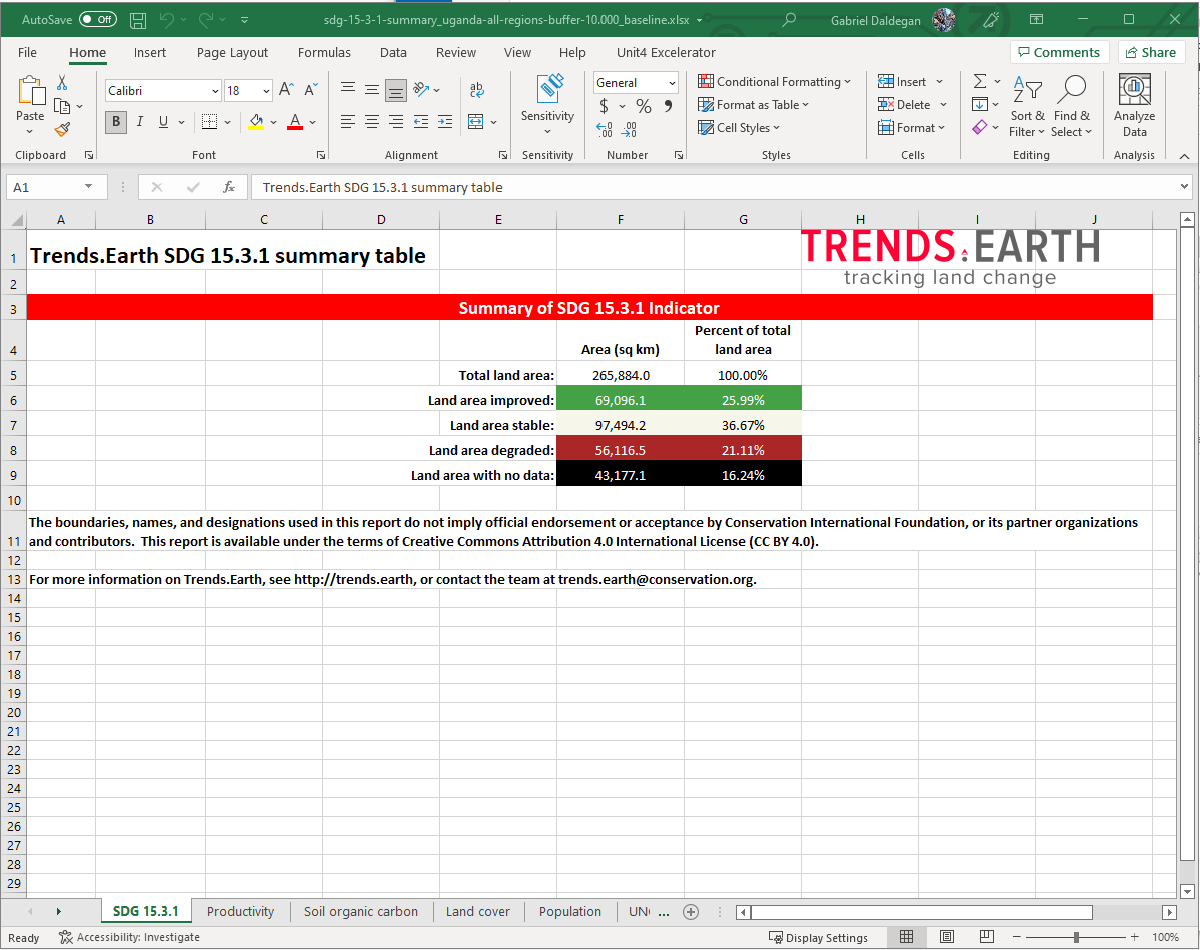 AutoSave Off sdg-15-3-1-summary_uganda-all-regions-buffer-10.000_baseline.xlsx Gabriel Daldegan
File Home Insert Page Layout Formulas Data Review View Help Unit4 Excelerator Comments Share
Paste
Calibri 18 A A
B I U A
ab
Sensitivity
General
$ % 9
.00
Conditional Formatting
Format as Table
Cell Styles
Insert
Delete
Format
Sort & Filter
Find & Select
Analyze Data
Clipboard Font Alignment Sensitivity Number Styles Cells Editing Analysis
A1 fx Trends.Earth SDG 15.3.1 summary table
A B C D E F G H I J
1 Trends.Earth SDG 15.3.1 summary table
TRENDS.EARTH
tracking land change
2
3 Summary of SDG 15.3.1 Indicator
Percent of total
4 Area (sq km) land area
5 Total land area: 265,884.0 100.00%
6 Land area improved: 69,096.1 25.99%
7 Land area stable: 97,494.2 36.67%
8 Land area degraded: 56,116.5 21.11%
9 Land area with no data: 43,177.1 16.24%
10
The boundaries, names, and designations used in this report do not imply official endorsement or acceptance by Conservation International Foundation, or its partner organizations
11 and contributors. This report is available under the terms of Creative Commons Attribution 4.0 International License (CC BY 4.0).
12
13 For more information on Trends.Earth, see http://trends.earth, or contact the team at trends.earth@conservation.org.
14
15
16
17
18
19
20
21
22
23
24
25
26
27
28
29
SDG 15.3.1 Productivity Soil organic carbon Land cover Population UNC ...
Ready Accessibility: Investigate Display Settings 100%